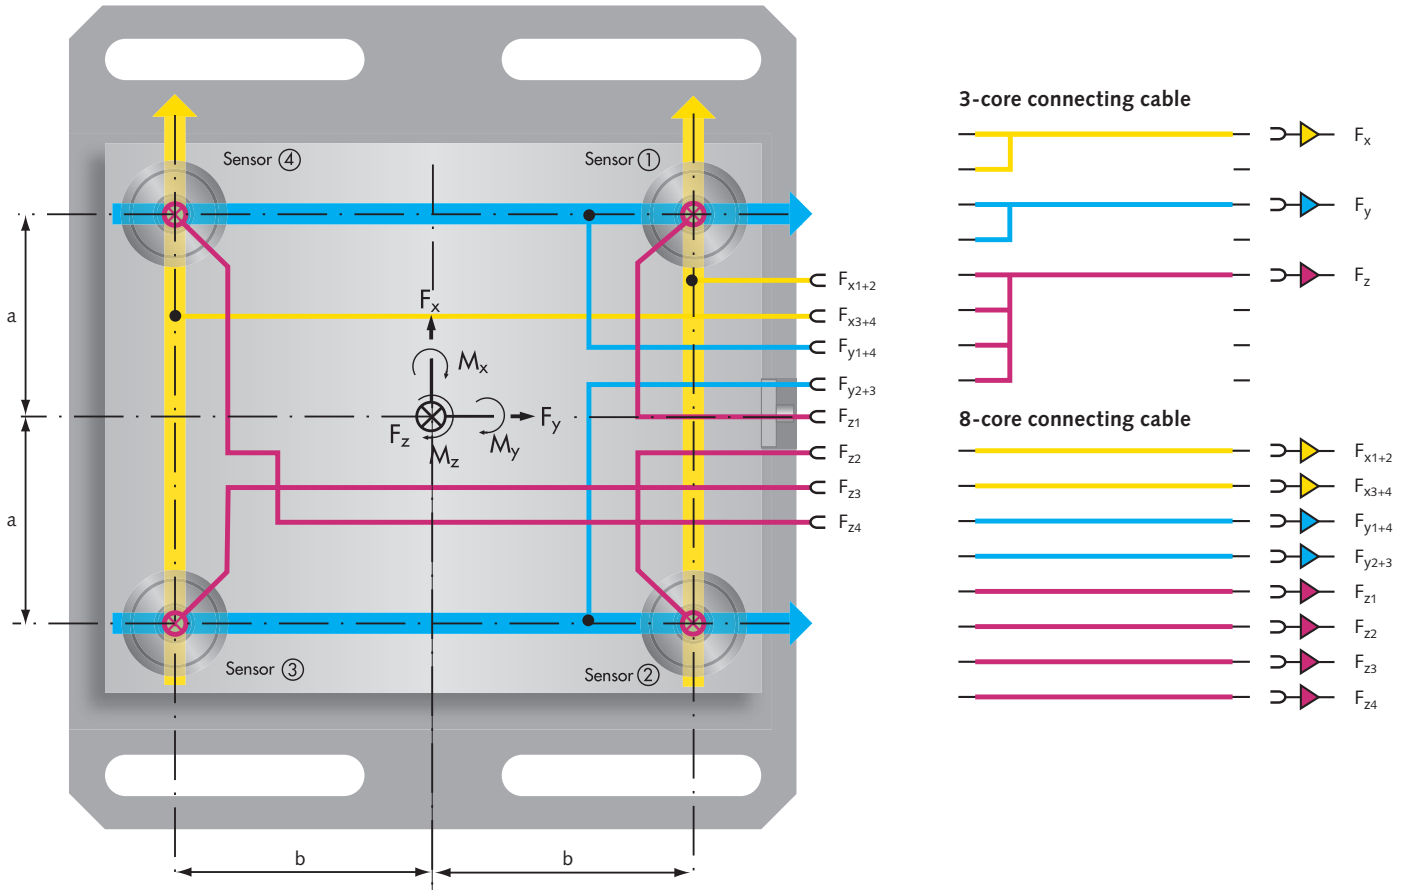 Sensor ④
Sensor ①
a
a
Fx
Mx
Fy
My
Fz
Mz
Fx1+2
Fx3+4
Fy1+4
Fy2+3
Fz1
Fz2
Fz3
Fz4
Sensor ③
Sensor ②
b
b
3-core connecting cable
Fx
Fy
Fz
8-core connecting cable
Fx1+2
Fx3+4
Fy1+4
Fy2+3
Fz1
Fz2
Fz3
Fz4